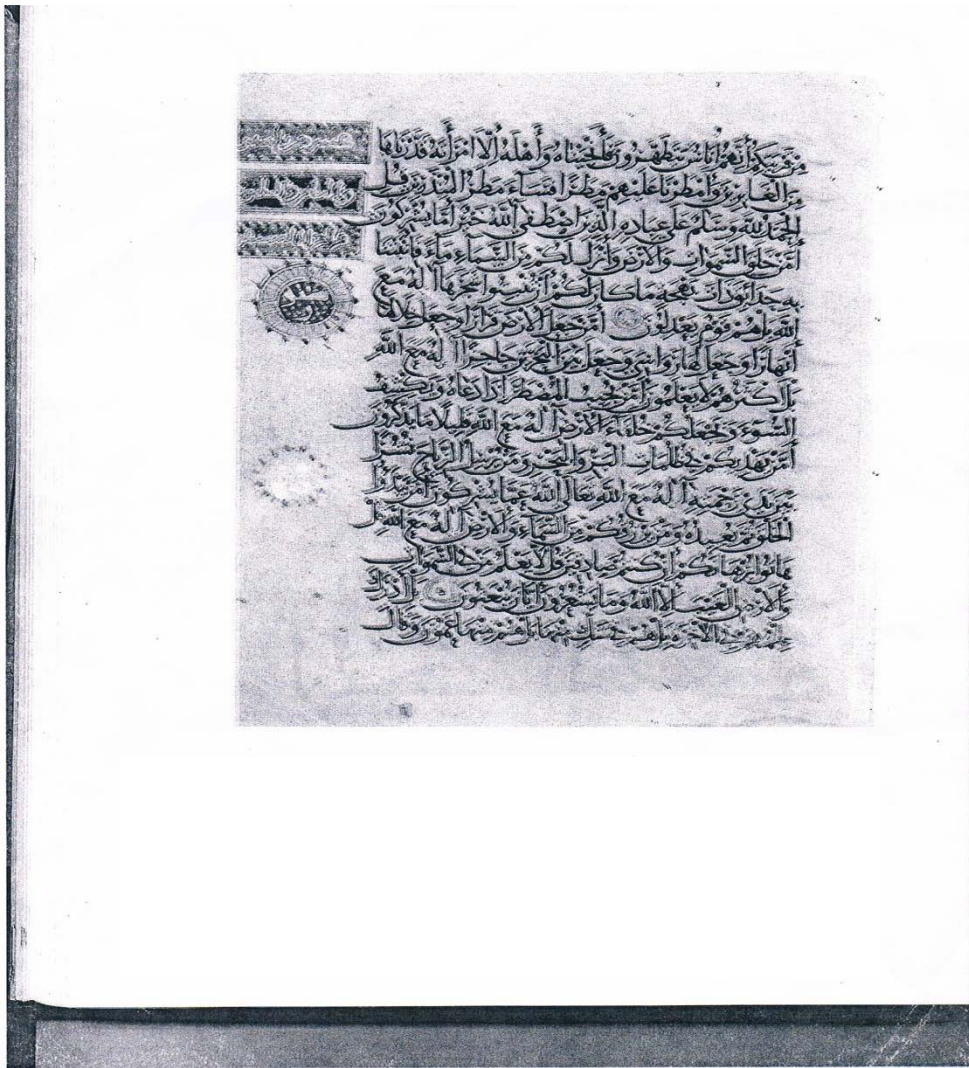 من قريتكم إنهم أناس يتطهرون فأنجيناه وأهله إلا امرأته قدرناها
من الغابرين وأمطرنا عليهم مطرا فساء مطر المنذرين قل
الحمد لله وسلم على عباده الذين اصطفى آلله خير أما يشركون
أمن خلق السموات والأرض وأنزل لكم من السماء ماء فأنبتنا
به حدائق ذات بهجة ما كان لكم أن تنبتوا شجرها أإله مع
الله بل هم قوم يعدلون أمن جعل الأرض قرارا وجعل خلالها
أنهارا وجعل لها رواسي وجعل بين البحرين حاجزا أإله مع الله
بل أكثرهم لا يعلمون أمن يجيب المضطر إذا دعاه ويكشف
السوء ويجعلكم خلفاء الأرض أإله مع الله قليلا ما يذكرون
أمن يهديكم في ظلمات البر والبحر ومن يرسل الرياح نشرا
بين يدي رحمته أإله مع الله تعالى الله عما يشركون أمن يبدؤا
الخلق ثم يعيده ومن يرزقكم من السماء والأرض أإله مع الله قل
هاتوا برهانكم إن كنتم صادقين قل لا يعلم من في السموات
والأرض الغيب إلا الله وما يشعرون أيان يبعثون بل ادارك
علمهم في الآخرة بل هم في شك منها بل هم منها عمون وقال